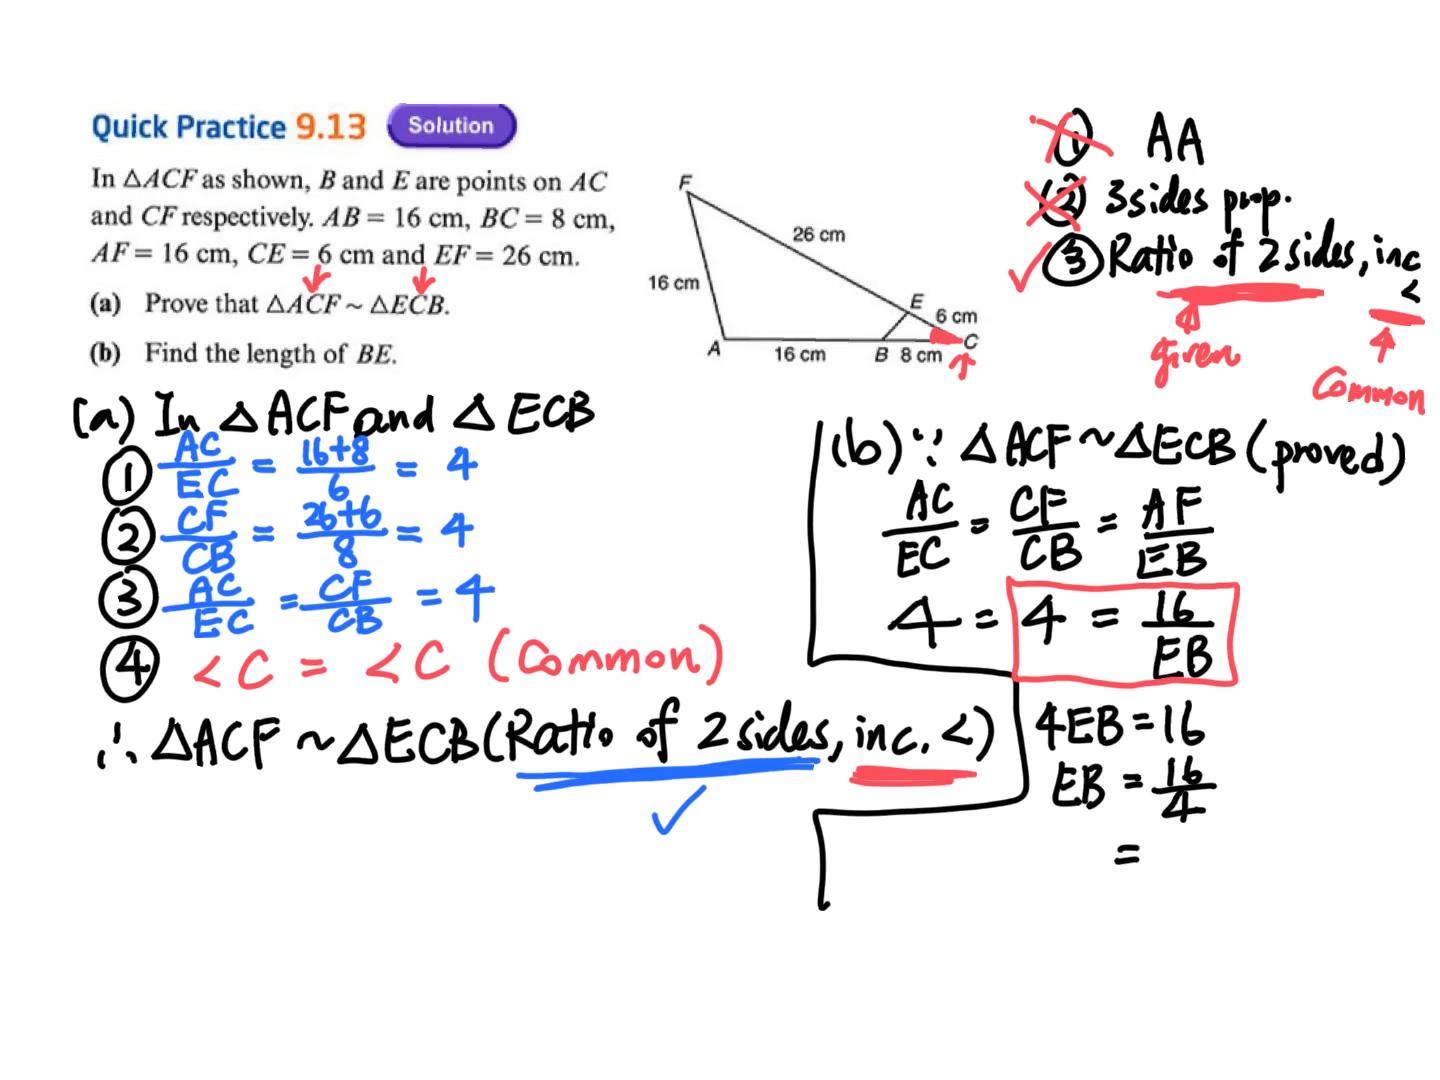 Quick Practice 9.13 Solution
In △ACF as shown, B and E are points on AC
and CF respectively. AB = 16 cm, BC = 8 cm,
AF = 16 cm, CE = 6 cm and EF = 26 cm.
(a) Prove that △ACF ~ △ECB.
(b) Find the length of BE.
F
26 cm
16 cm
E
6 cm
A
16 cm
B
8 cm
C
① AA
② 3 sides prop.
③ Ratio of 2 sides, inc
<
given
Common
(a) In △ ACF and △ ECB
① AC/EC = 16+8/6 = 4
② CF/CB = 26+6/8 = 4
③ AC/EC = CF/CB = 4
④ <C = <C (Common)
∴ △ACF ~ △ECB (Ratio of 2 sides, inc. <)
(b) ∵ △ACF ~ △ECB (proved)
AC/EC = CF/CB = AF/EB
4 = 4 = 16/EB
4EB = 16
EB = 16/4
=